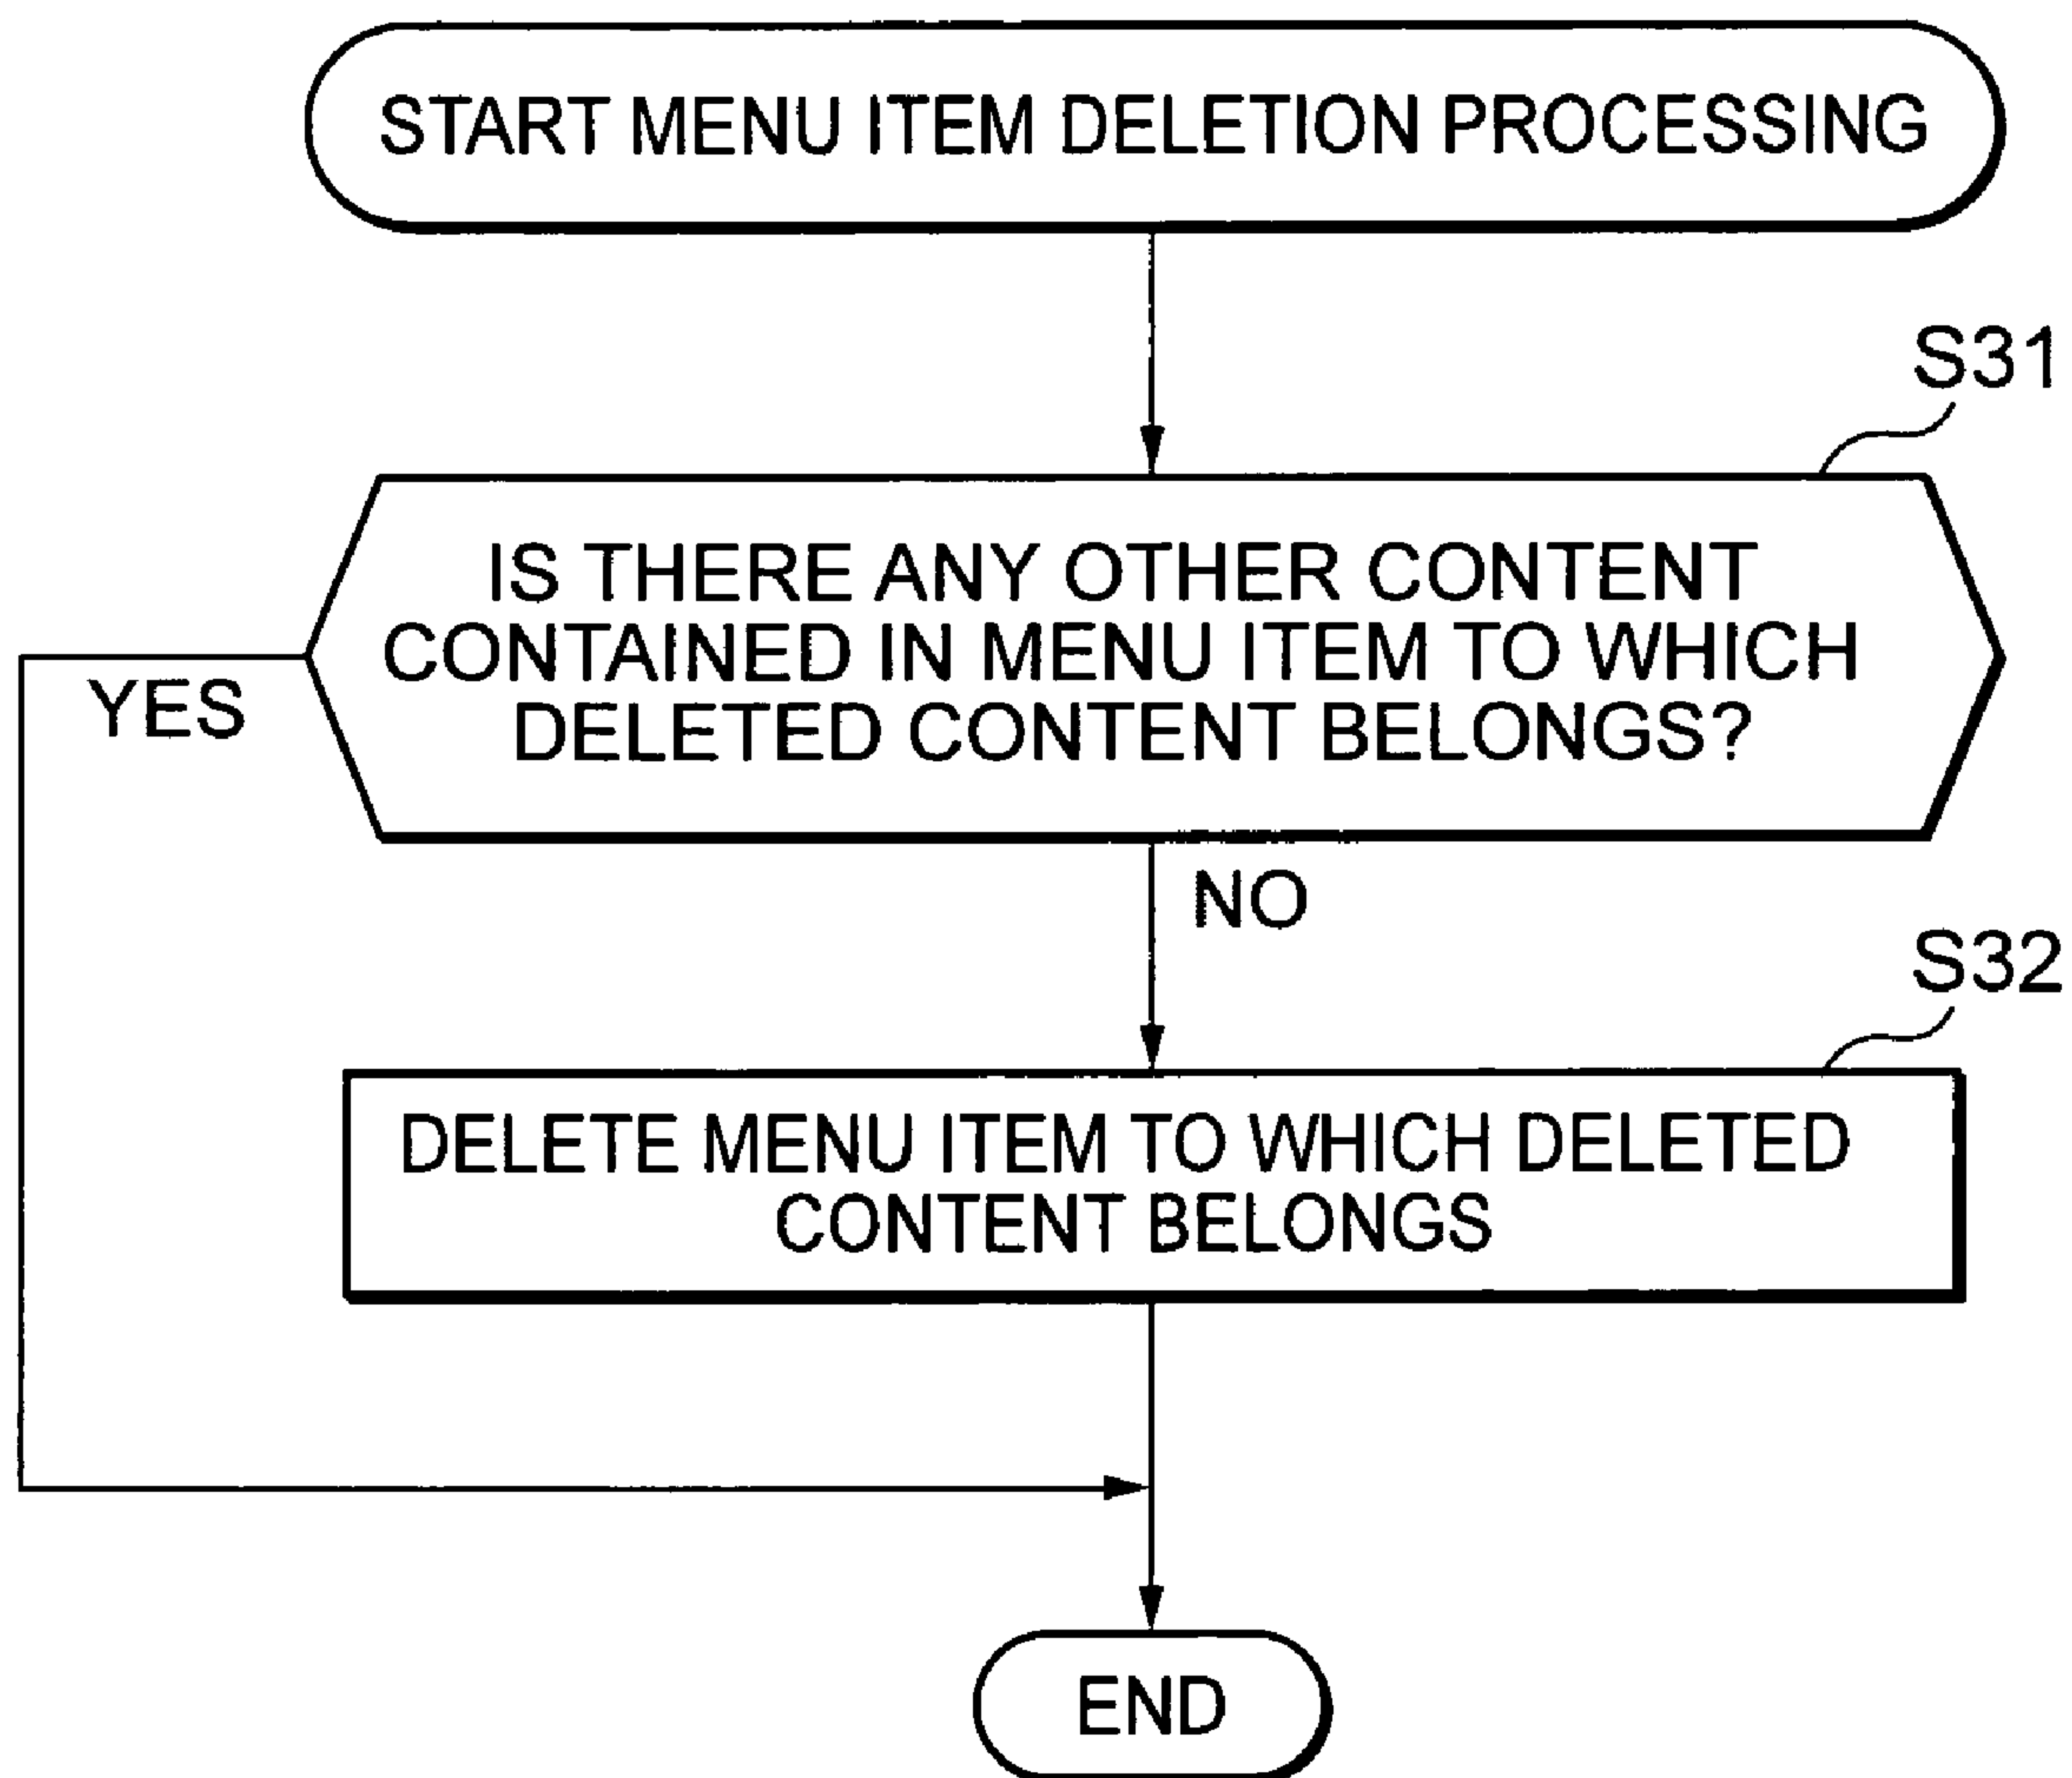 START MENU ITEM DELETION PROCESSING
S31
IS THERE ANY OTHER CONTENT
CONTAINED IN MENU ITEM TO WHICH
DELETED CONTENT BELONGS?
YES
NO
S32
DELETE MENU ITEM TO WHICH DELETED
CONTENT BELONGS
END